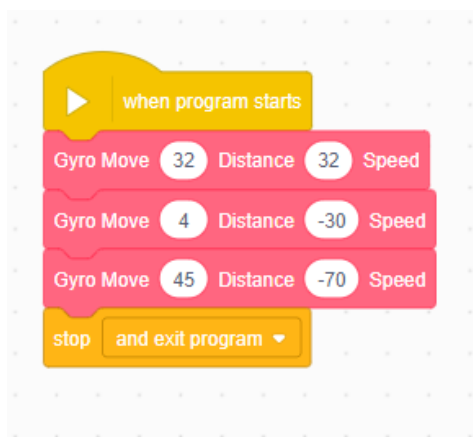 when program starts
Gyro Move 32 Distance 32 Speed
Gyro Move 4 Distance -30 Speed
Gyro Move 45 Distance -70 Speed
stop and exit program